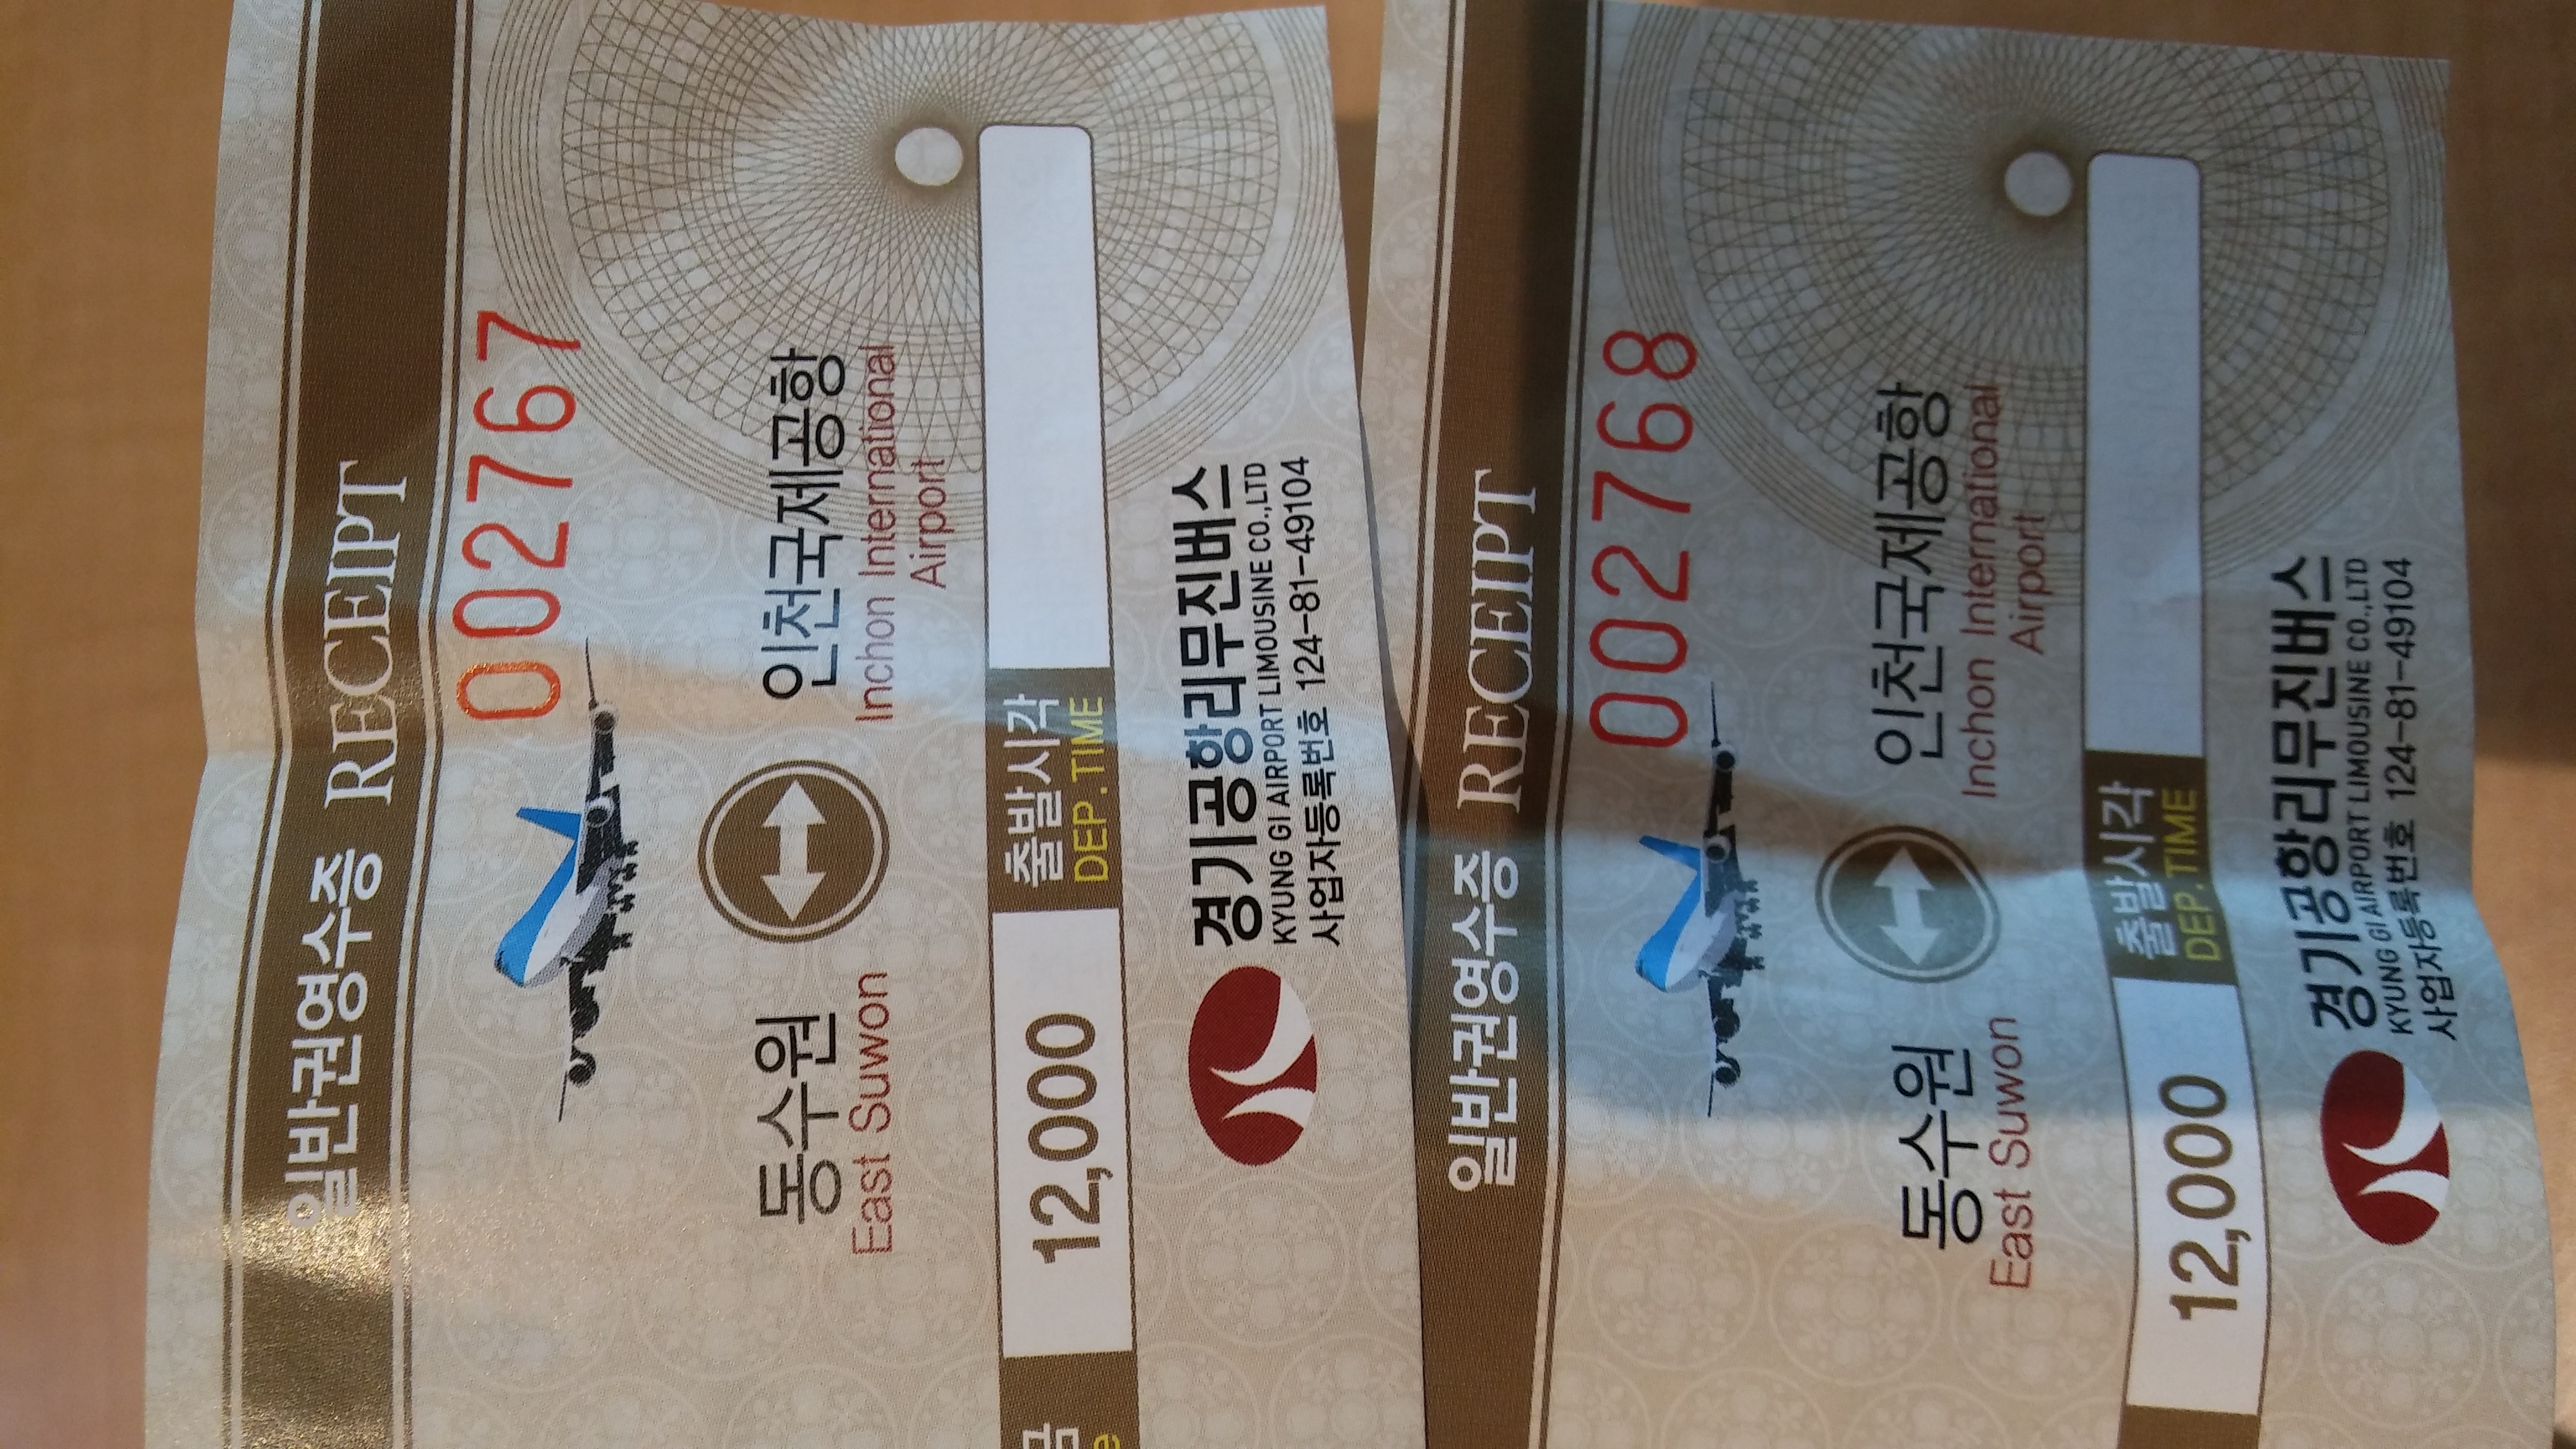 일반권영수증 RECEIPT
002767
동수원 인천국제공항
East Suwon Inchon International
Airport
12,000 출발시각
DEP.TIME
경기공항리무진버스
KYUNG GI AIRPORT LIMOUSINE CO.,LTD
사업자등록번호 124-81-49104
일반권영수증 RECEIPT
002768
동수원 인천국제공항
East Suwon Inchon International
Airport
12,000 출발시각
DEP.TIME
경기공항리무진버스
KYUNG GI AIRPORT LIMOUSINE CO.,LTD
사업자등록번호 124-81-49104